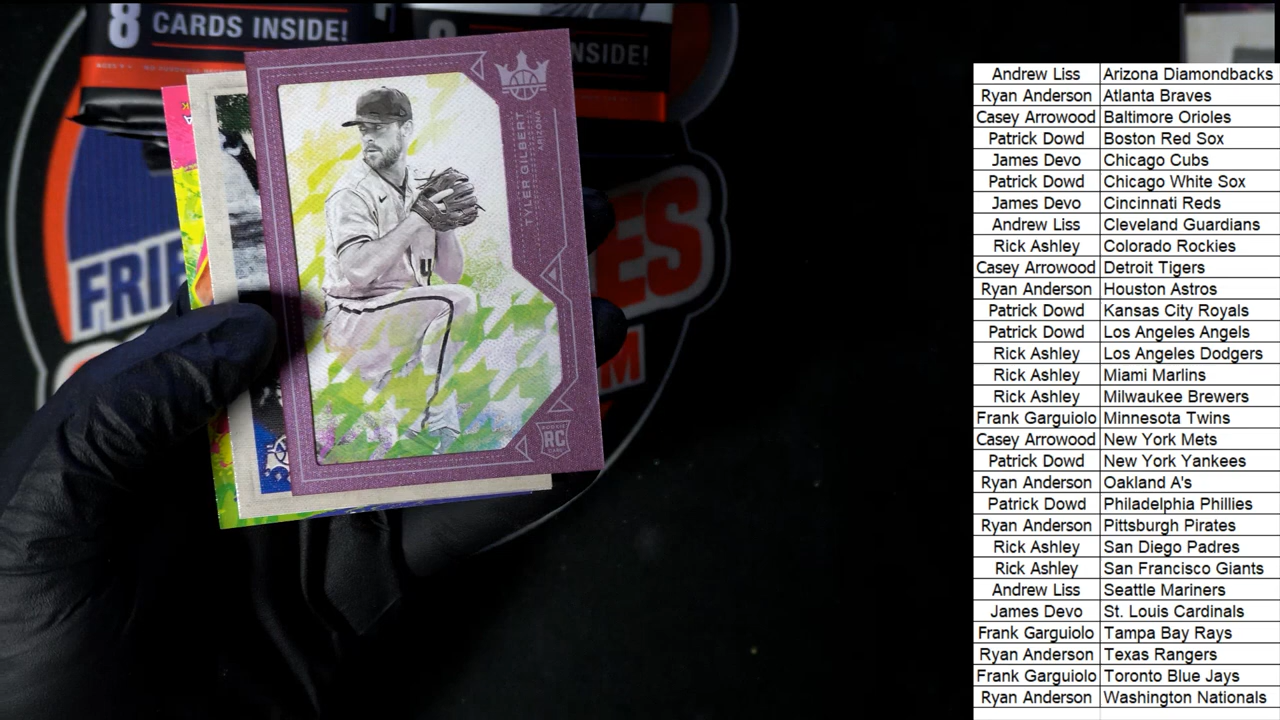 8 CARDS INSIDE!
INSIDE!
TYLER GILBERT
ARIZONA
ROOKIE
RC
CARD
FRIE
ES
M
Andrew Liss Arizona Diamondbacks
Ryan Anderson Atlanta Braves
Casey Arrowood Baltimore Orioles
Patrick Dowd Boston Red Sox
James Devo Chicago Cubs
Patrick Dowd Chicago White Sox
James Devo Cincinnati Reds
Andrew Liss Cleveland Guardians
Rick Ashley Colorado Rockies
Casey Arrowood Detroit Tigers
Ryan Anderson Houston Astros
Patrick Dowd Kansas City Royals
Patrick Dowd Los Angeles Angels
Rick Ashley Los Angeles Dodgers
Rick Ashley Miami Marlins
Rick Ashley Milwaukee Brewers
Frank Garguiolo Minnesota Twins
Casey Arrowood New York Mets
Patrick Dowd New York Yankees
Ryan Anderson Oakland A's
Patrick Dowd Philadelphia Phillies
Ryan Anderson Pittsburgh Pirates
Rick Ashley San Diego Padres
Rick Ashley San Francisco Giants
Andrew Liss Seattle Mariners
James Devo St. Louis Cardinals
Frank Garguiolo Tampa Bay Rays
Ryan Anderson Texas Rangers
Frank Garguiolo Toronto Blue Jays
Ryan Anderson Washington Nationals